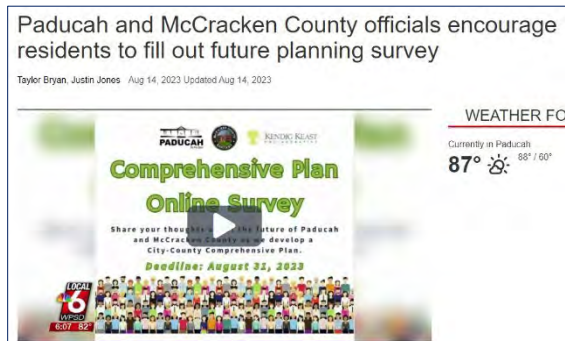 Paducah and McCracken County officials encourage
residents to fill out future planning survey
Taylor Bryan, Justin Jones Aug 14, 2023 Updated Aug 14, 2023
WEATHER FO
Currently in Paducah
87° 88° / 60°
PADUCAH
KENDIG KEAST
Comprehensive Plan
Online Survey
Share your thoughts the future of Paducah
and McCracken County as we develop a
City-County Comprehensive Plan.
Deadline: August 31, 2023
LOCAL
6
WPSD
6:07 82°